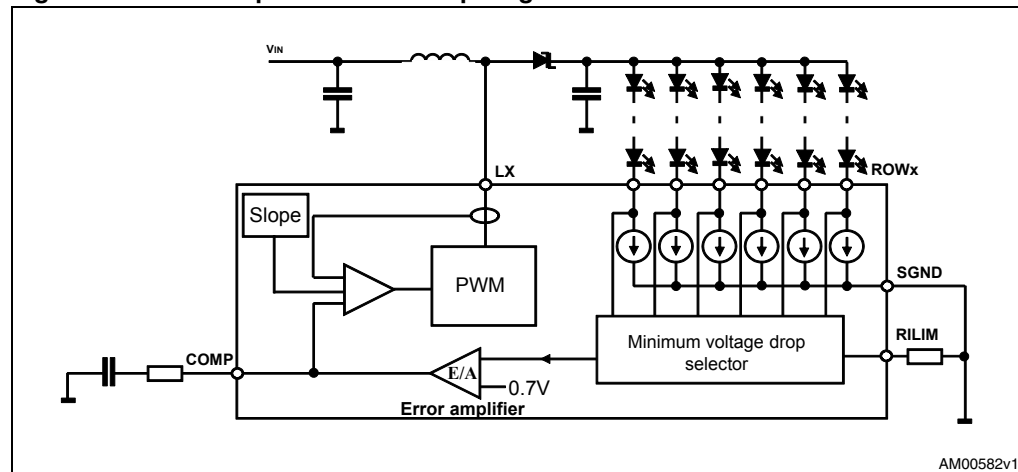 VIN
LX
ROWx
Slope
PWM
SGND
Minimum voltage drop
selector
RILIM
COMP
E/A
0.7V
Error amplifier
AM00582v1